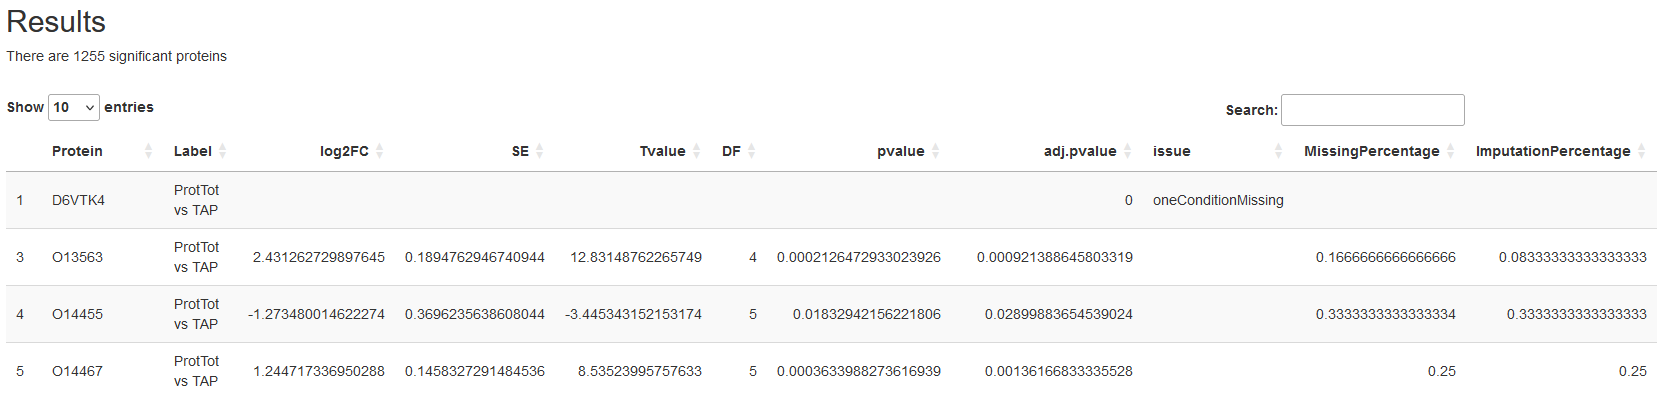 Results
There are 1255 significant proteins
Show 10 entries Search:
Protein Label log2FC SE Tvalue DF pvalue adj.pvalue issue MissingPercentage ImputationPercentage
1 D6VTK4 ProtTot vs TAP 0 oneConditionMissing
3 O13563 ProtTot vs TAP 2.431262729897645 0.1894762946740944 12.83148762265749 4 0.0002126472933023926 0.000921388645803319 0.1666666666666666 0.08333333333333333
4 O14455 ProtTot vs TAP -1.273480014622274 0.3696235638608044 -3.445343152153174 5 0.01832942156221806 0.02899883654539024 0.3333333333333334 0.3333333333333333
5 O14467 ProtTot vs TAP 1.244717336950288 0.1458327291484536 8.53523995757633 5 0.0003633988273616939 0.00136166833335528 0.25 0.25